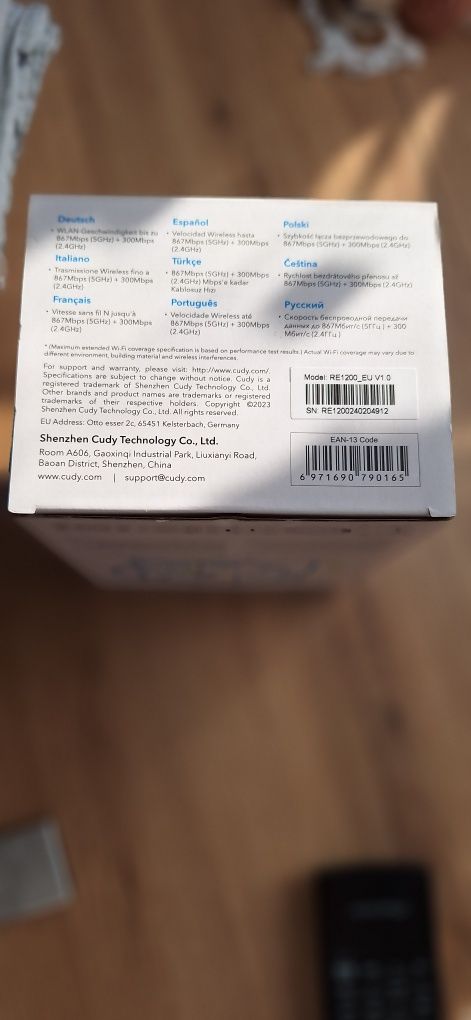 Deutsch
• WLAN-Geschwindigkeit bis zu
867Mbps (5GHz) + 300Mbps
(2.4GHz)
Italiano
• Trasmissione Wireless fino a
867Mbps (5GHz) + 300Mbps
(2.4GHz)
Français
• Vitesse sans fil N jusqu'à
867Mbps (5GHz) + 300Mbps
(2.4GHz)
Español
• Velocidad Wireless hasta
867Mbps (5GHz) + 300Mbps
(2.4GHz)
Türkçe
• 867Mbps (5GHz) + 300Mbps
(2.4GHz) Mbps'e kadar
Kablosuz Hızı
Português
• Velocidade Wireless até
867Mbps (5GHz) + 300Mbps
(2.4GHz)
Polski
• Szybkość łącza bezprzewodowego do
867Mbps (5GHz) + 300Mbps (2.4GHz)
Čeština
• Rychlost bezdrátového přenosu až
867Mbps (5GHz) + 300Mbps (2.4GHz)
Русский
• Скорость беспроводной передачи
данных до 867Мбит/с (5ГГц ) + 300
Мбит/с (2.4ГГц )
* (Maximum extended Wi-Fi coverage specification is based on performance test results.) Actual Wi-Fi coverage may vary due to
different environment, building material and wireless interferences.
For support and warranty, please visit: http://www.cudy.com/.
Specifications are subject to change without notice. Cudy is a
registered trademark of Shenzhen Cudy Technology Co., Ltd.
Other brands and product names are trademarks or registered
trademarks of their respective holders. Copyright ©2023
Shenzhen Cudy Technology Co., Ltd. All rights reserved.
EU Address: Otto esser 2c, 65451 Kelsterbach, Germany
Shenzhen Cudy Technology Co., Ltd.
Room A606, Gaoxinqi Industrial Park, Liuxianyi Road,
Baoan District, Shenzhen, China
www.cudy.com | support@cudy.com
Model: RE1200_EU V1.0
SN: RE1200240204912
EAN-13 Code
6 971690 790165